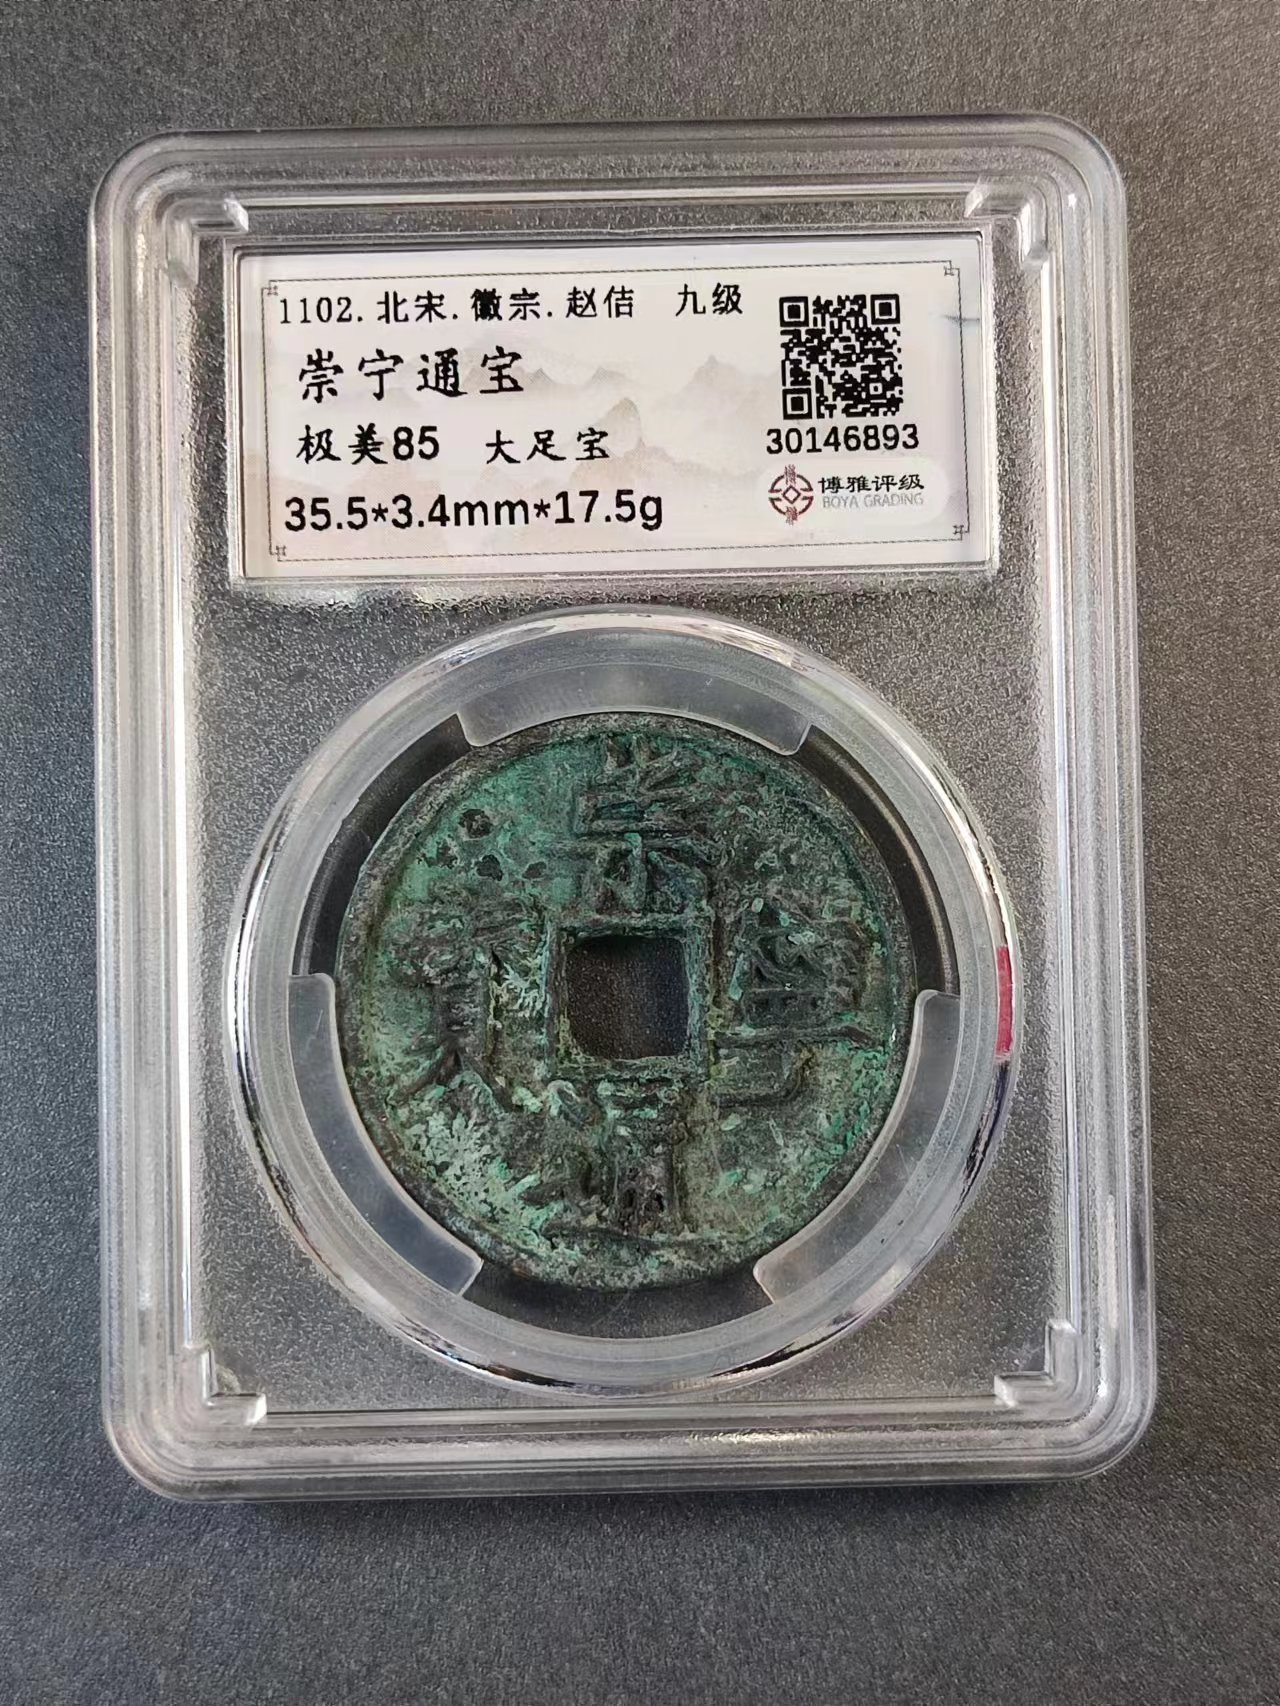 1102.北宋.徽宗.赵佶 九级
崇宁通宝
极美85 大足宝
35.5*3.4mm*17.5g
30146893
博雅评级
BOYA GRADING
崇
寧
通
寳